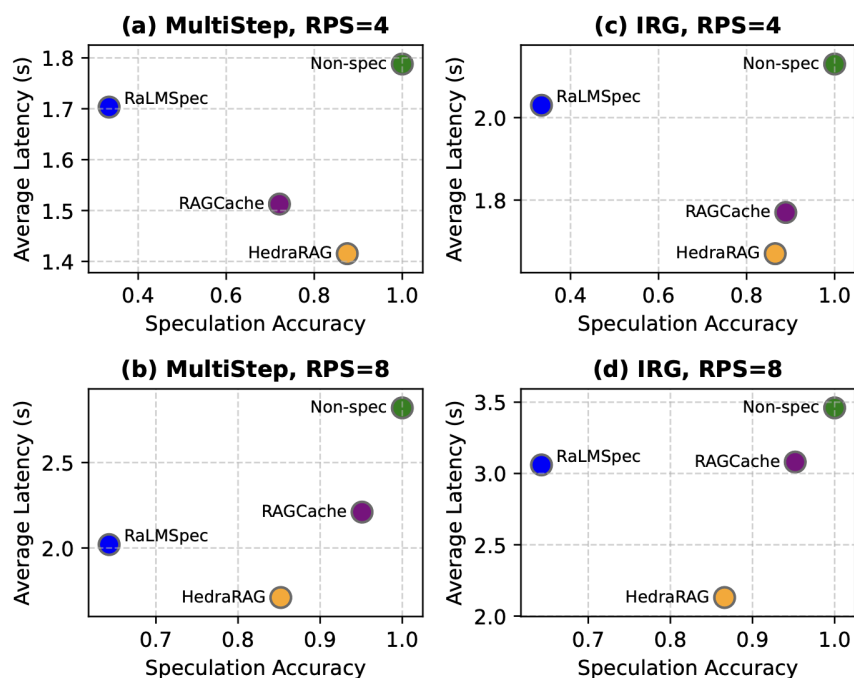 (a) MultiStep, RPS=4
Average Latency (s)
1.8
1.7
1.6
1.5
1.4
Non-spec
RaLMSpec
RAGCache
HedraRAG
0.4 0.6 0.8 1.0
Speculation Accuracy
(c) IRG, RPS=4
Average Latency (s)
2.0
1.8
Non-spec
RaLMSpec
RAGCache
HedraRAG
0.4 0.6 0.8 1.0
Speculation Accuracy
(b) MultiStep, RPS=8
Average Latency (s)
2.5
2.0
Non-spec
RAGCache
RaLMSpec
HedraRAG
0.7 0.8 0.9 1.0
Speculation Accuracy
(d) IRG, RPS=8
Average Latency (s)
3.5
3.0
2.5
2.0
Non-spec
RaLMSpec
RAGCache
HedraRAG
0.7 0.8 0.9 1.0
Speculation Accuracy